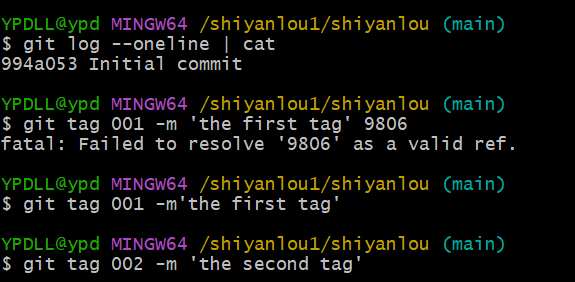 YPDLL@ypd MINGW64 /shiyanlou1/shiyanlou (main)
$ git log --oneline | cat
994a053 Initial commit
YPDLL@ypd MINGW64 /shiyanlou1/shiyanlou (main)
$ git tag 001 -m 'the first tag' 9806
fatal: Failed to resolve '9806' as a valid ref.
YPDLL@ypd MINGW64 /shiyanlou1/shiyanlou (main)
$ git tag 001 -m'the first tag'
YPDLL@ypd MINGW64 /shiyanlou1/shiyanlou (main)
$ git tag 002 -m 'the second tag'